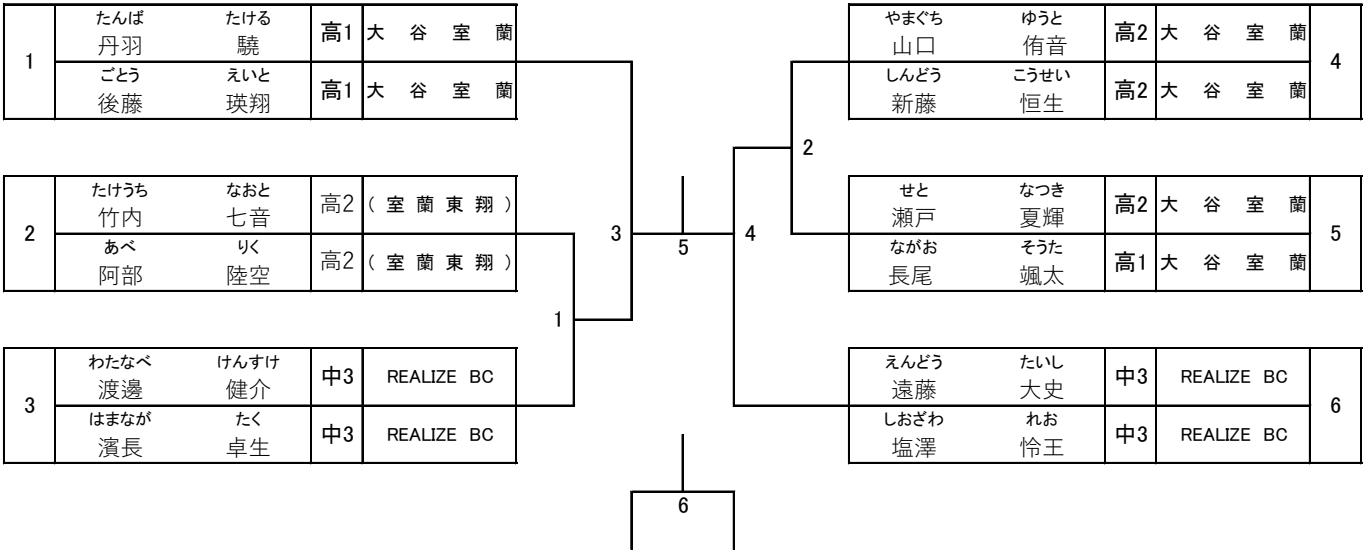 たんば たける
1 丹羽 驍 高1 大谷室蘭
ごとう えいと
後藤 瑛翔 高1 大谷室蘭
たけうち なおと
2 竹内 七音 高2 (室蘭東翔)
あべ りく
阿部 陸空 高2 (室蘭東翔)
わたなべ けんすけ
3 渡邊 健介 中3 REALIZE BC
はまなが たく
濱長 卓生 中3 REALIZE BC
1
3
5
4
2
6
やまぐち ゆうと
山口 侑音 高2 大谷室蘭 4
しんどう こうせい
新藤 恒生 高2 大谷室蘭
せと なつき
瀬戸 夏輝 高2 大谷室蘭 5
ながお そうた
長尾 颯太 高1 大谷室蘭
えんどう たいし
遠藤 大史 中3 REALIZE BC 6
しおざわ れお
塩澤 怜王 中3 REALIZE BC